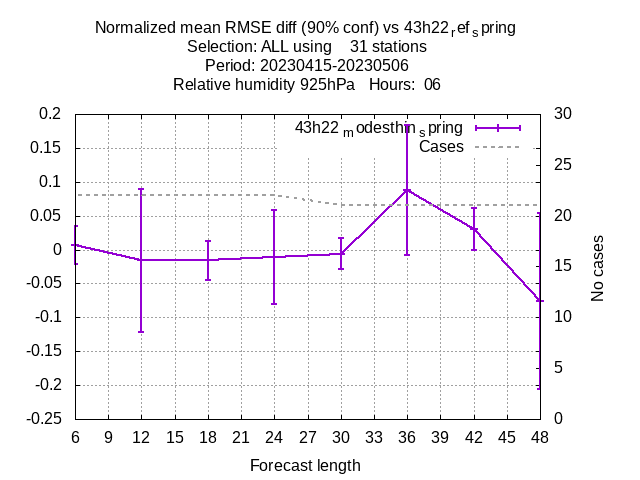 Normalized mean RMSE diff (90% conf) vs 43h22refspring
Selection: ALL using 31 stations
Period: 20230415-20230506
Relative humidity 925hPa Hours: 06
43h22modesthinspring
Cases
0.2
0.15
0.1
0.05
0
-0.05
-0.1
-0.15
-0.2
-0.25
30
25
20
15
10
5
0
No cases
6 9 12 15 18 21 24 27 30 33 36 39 42 45 48
Forecast length